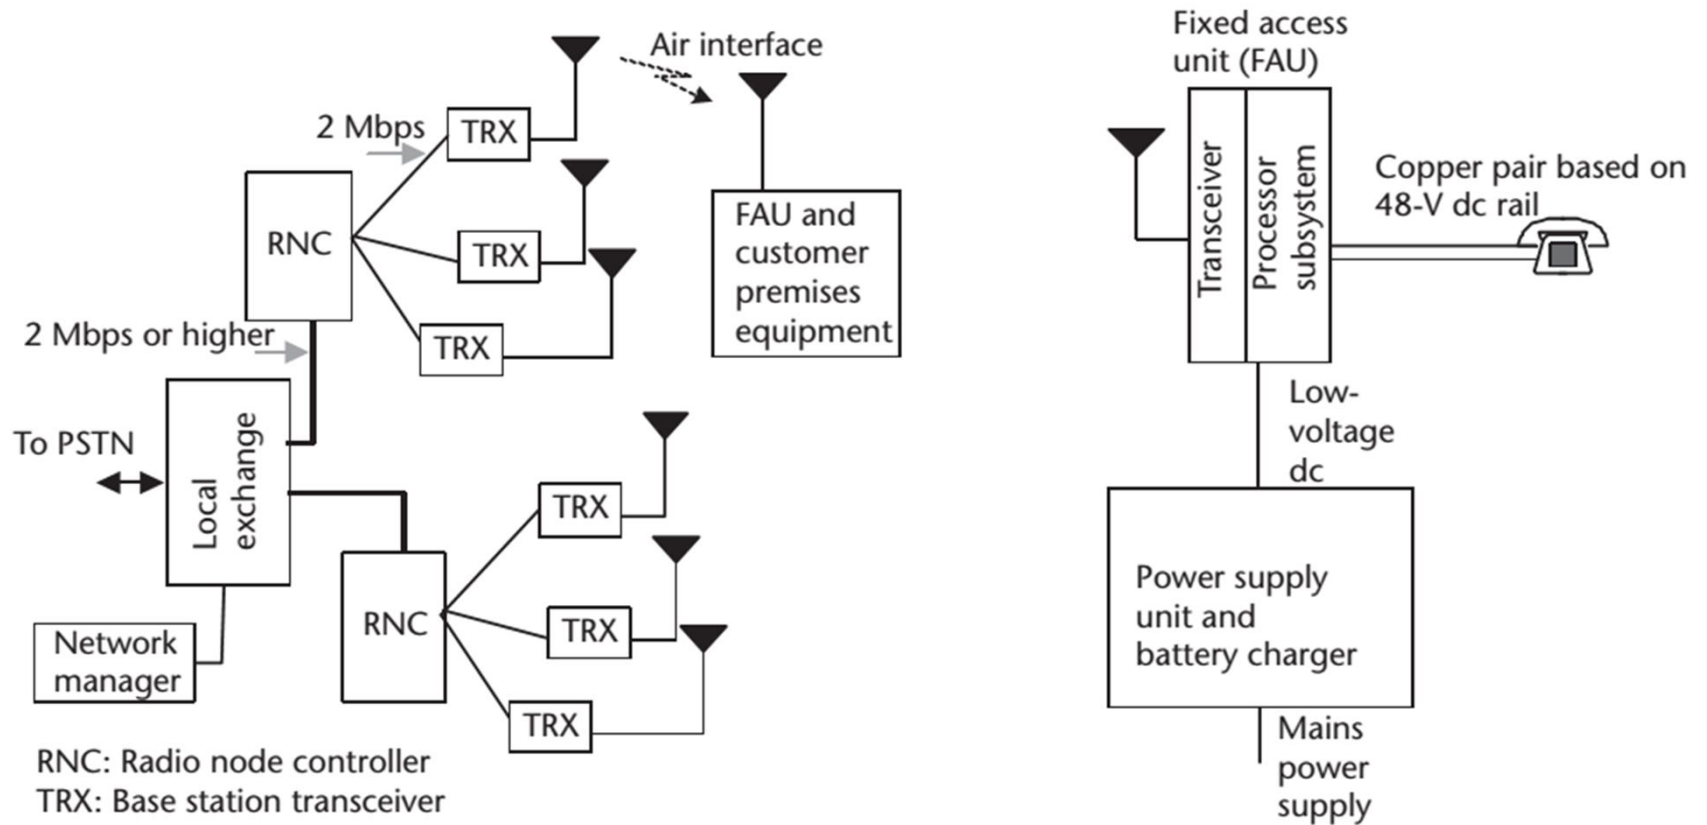 Air interface
2 Mbps
TRX
RNC
TRX
TRX
FAU and
customer
premises
equipment
2 Mbps or higher
To PSTN
Local
exchange
TRX
RNC
TRX
TRX
Network
manager
RNC: Radio node controller
TRX: Base station transceiver
Fixed access
unit (FAU)
Transceiver
Processor
subsystem
Copper pair based on
48-V dc rail
Low-
voltage
dc
Power supply
unit and
battery charger
Mains
power
supply